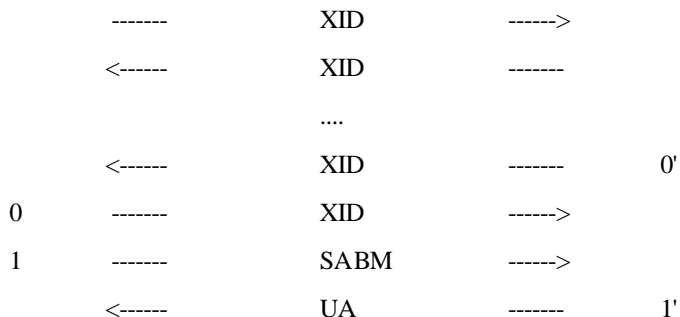 ------- XID ------>
<------ XID -------
....
<------ XID ------- 0'
0 ------- XID ------>
1 ------- SABM ------>
<------ UA ------- 1'